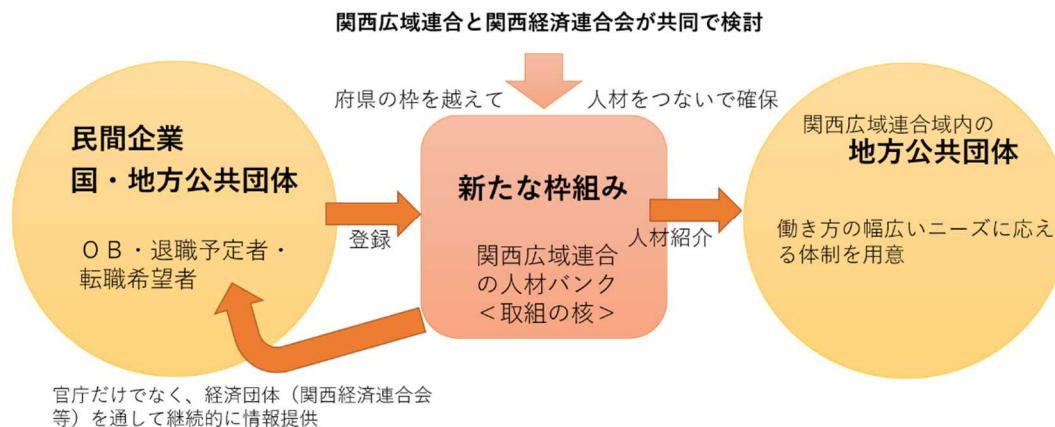 関西広域連合と関西経済連合会が共同で検討
府県の枠を越えて
人材をつないで確保
民間企業
国・地方公共団体
ＯＢ・退職予定者・
転職希望者
登録
新たな枠組み
関西広域連合
の人材バンク
＜取組の核＞
人材紹介
関西広域連合域内の
地方公共団体
働き方の幅広いニーズに応え
る体制を用意
官庁だけでなく、経済団体（関西経済連合会
等）を通して継続的に情報提供